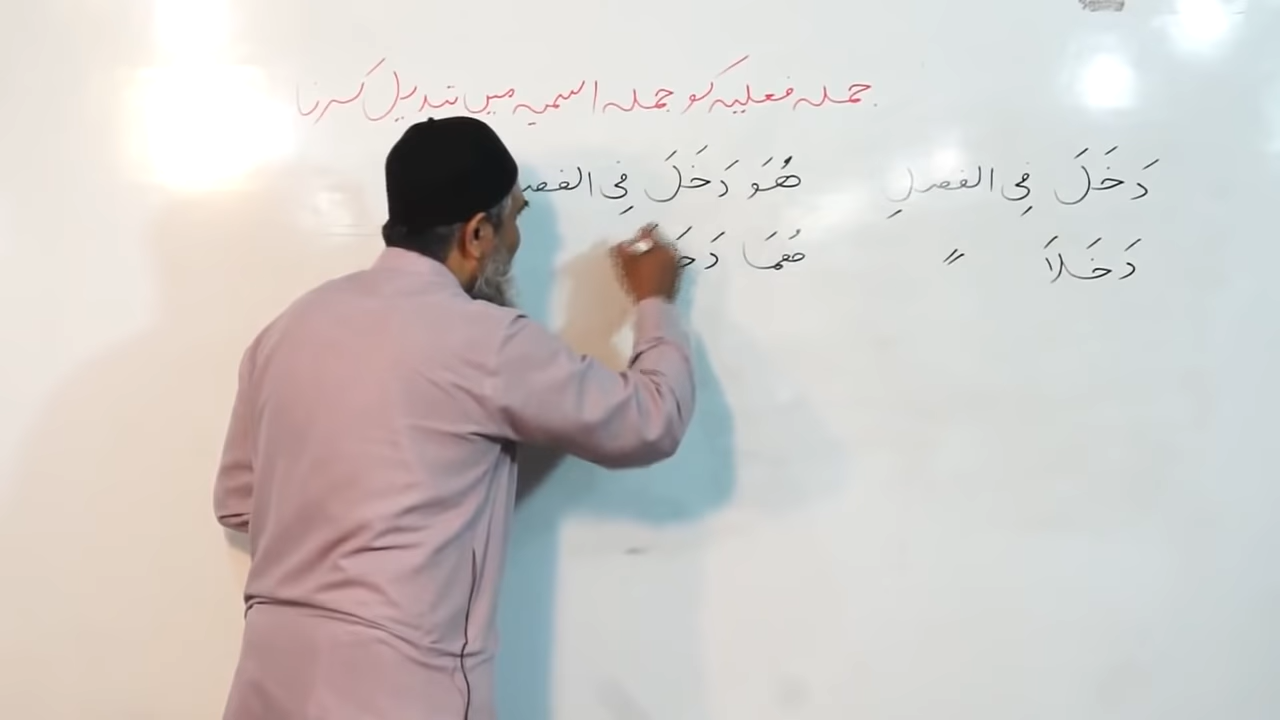 جملہ فعلیہ کو جملہ اسمیہ میں تبدیل کرنا
دَخَلَ فِي الفصلِ هُوَ دَخَلَ فِي
دَخَلَا " هُمَا